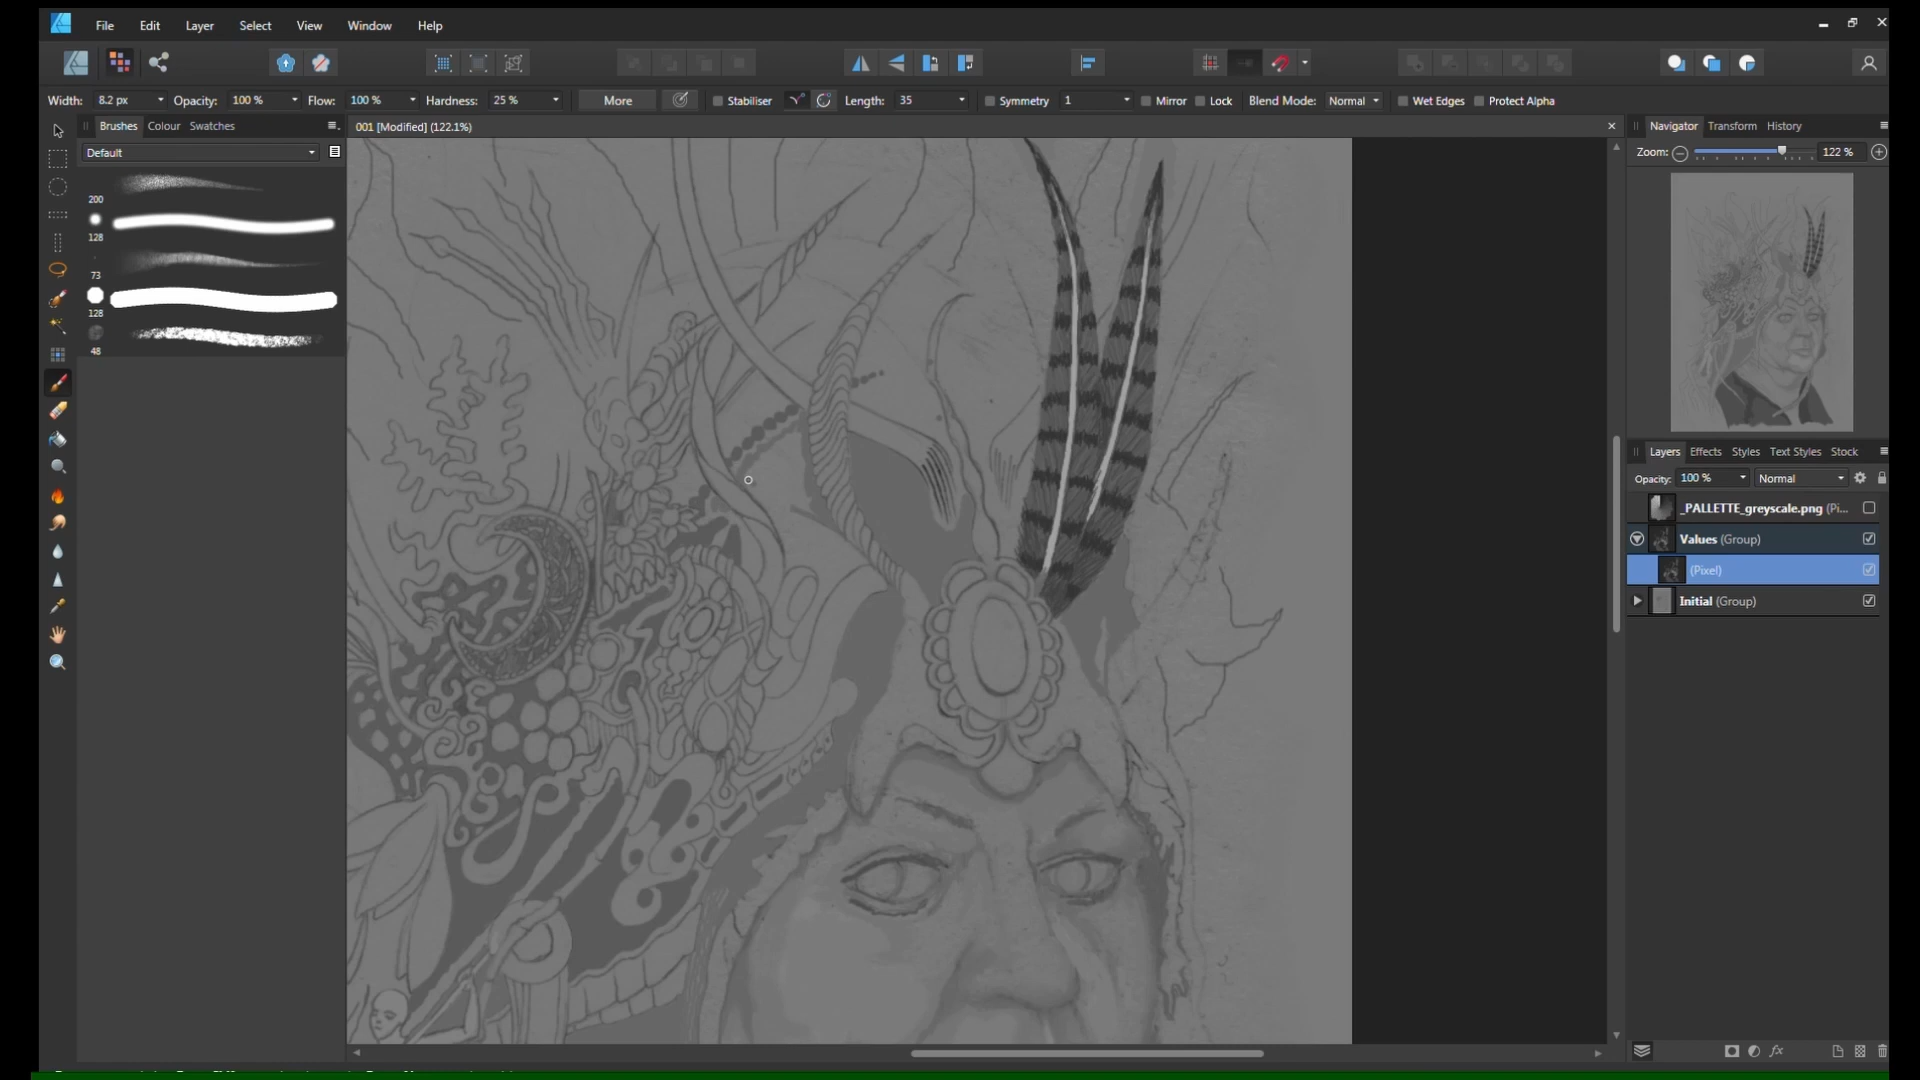 File Edit Layer Select View Window Help
Width: 8.2 px Opacity: 100 % Flow: 100 % Hardness: 25 % More Stabiliser Length: 35 Symmetry 1 Mirror Lock Blend Mode: Normal Wet Edges Protect Alpha
Brushes Colour Swatches
001 [Modified] (122.1%)
Navigator Transform History
Default
Zoom: 122 %
200
128
73
128
48
Layers Effects Styles Text Styles Stock
Opacity: 100 % Normal
_PALLETTE_greyscale.png (Pi...
Values (Group)
(Pixel)
Initial (Group)
fx